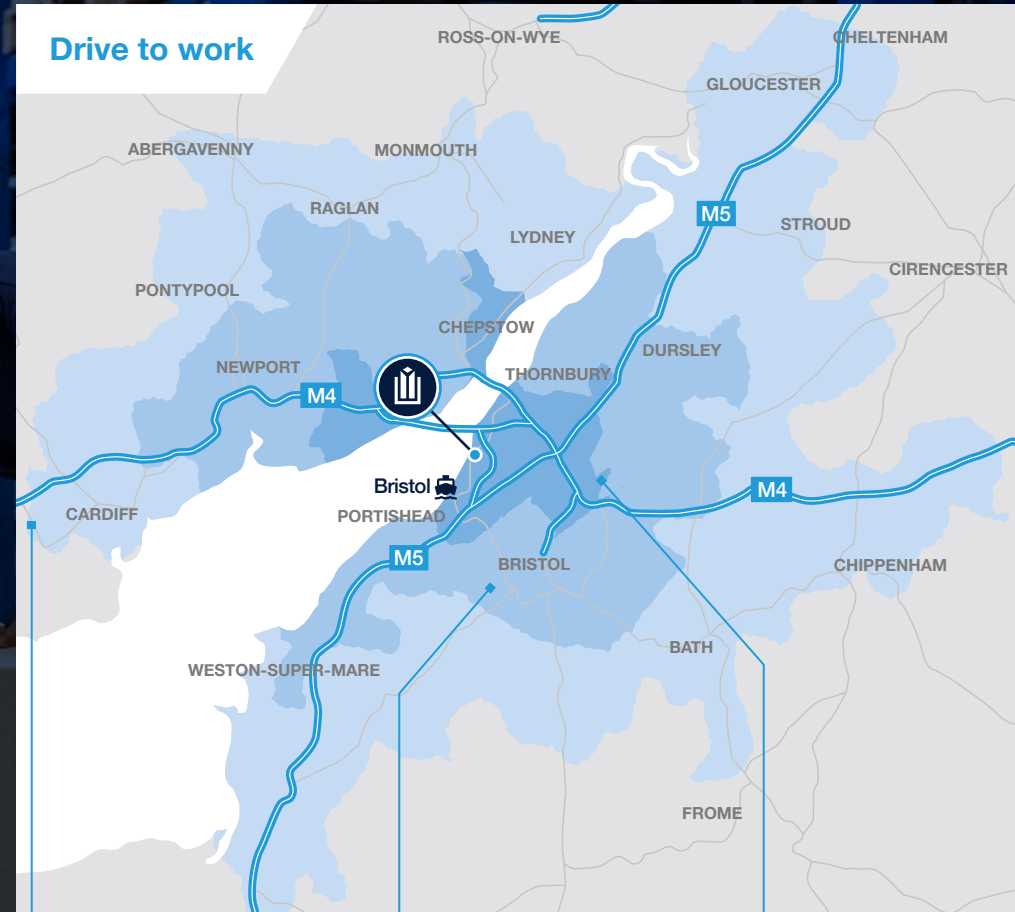 Drive to work
ROSS-ON-WYE
CHELTENHAM
GLOUCESTER
ABERGAVENNY
MONMOUTH
RAGLAN
M5
STROUD
LYDNEY
CIRENCESTER
PONTYPOOL
CHEPSTOW
DURSLEY
NEWPORT
THORNBURY
M4
Bristol
M4
CARDIFF
PORTISHEAD
M5
BRISTOL
CHIPPENHAM
BATH
WESTON-SUPER-MARE
FROME